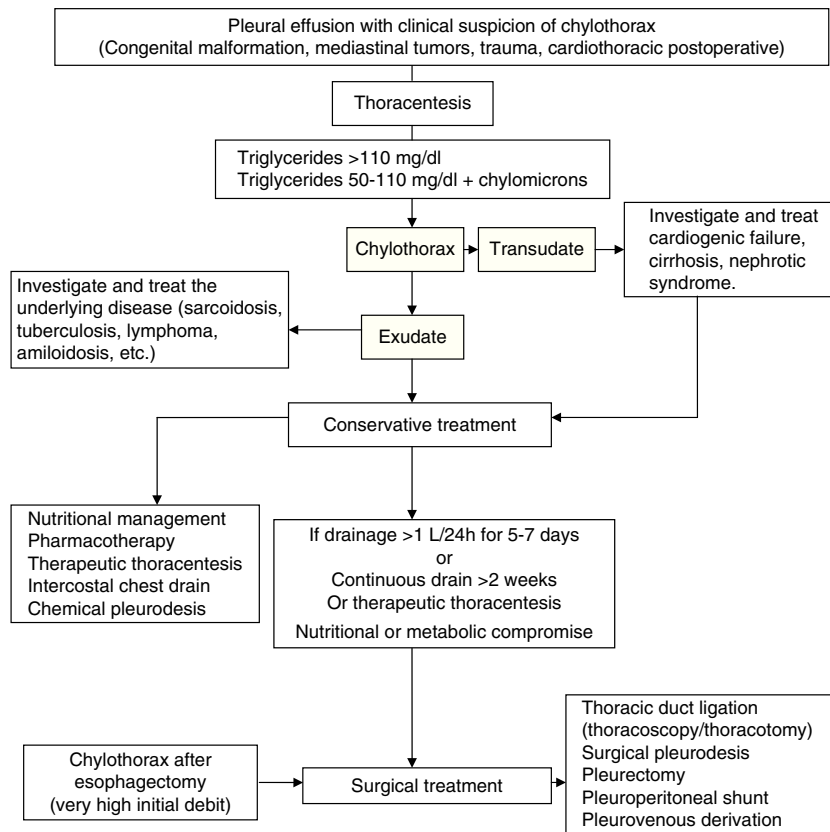 Pleural effusion with clinical suspicion of chylothorax
(Congenital malformation, mediastinal tumors, trauma, cardiothoracic postoperative)
Thoracentesis
Triglycerides >110 mg/dl
Triglycerides 50-110 mg/dl + chylomicrons
Chylothorax
Transudate
Investigate and treat
cardiogenic failure,
cirrhosis, nephrotic
syndrome.
Investigate and treat the
underlying disease (sarcoidosis,
tuberculosis, lymphoma,
amiloidosis, etc.)
Exudate
Conservative treatment
Nutritional management
Pharmacotherapy
Therapeutic thoracentesis
Intercostal chest drain
Chemical pleurodesis
If drainage >1 L/24h for 5-7 days
or
Continuous drain >2 weeks
Or therapeutic thoracentesis
Nutritional or metabolic compromise
Chylothorax after
esophagectomy
(very high initial debit)
Surgical treatment
Thoracic duct ligation
(thoracoscopy/thoracotomy)
Surgical pleurodesis
Pleurectomy
Pleuroperitoneal shunt
Pleurovenous derivation